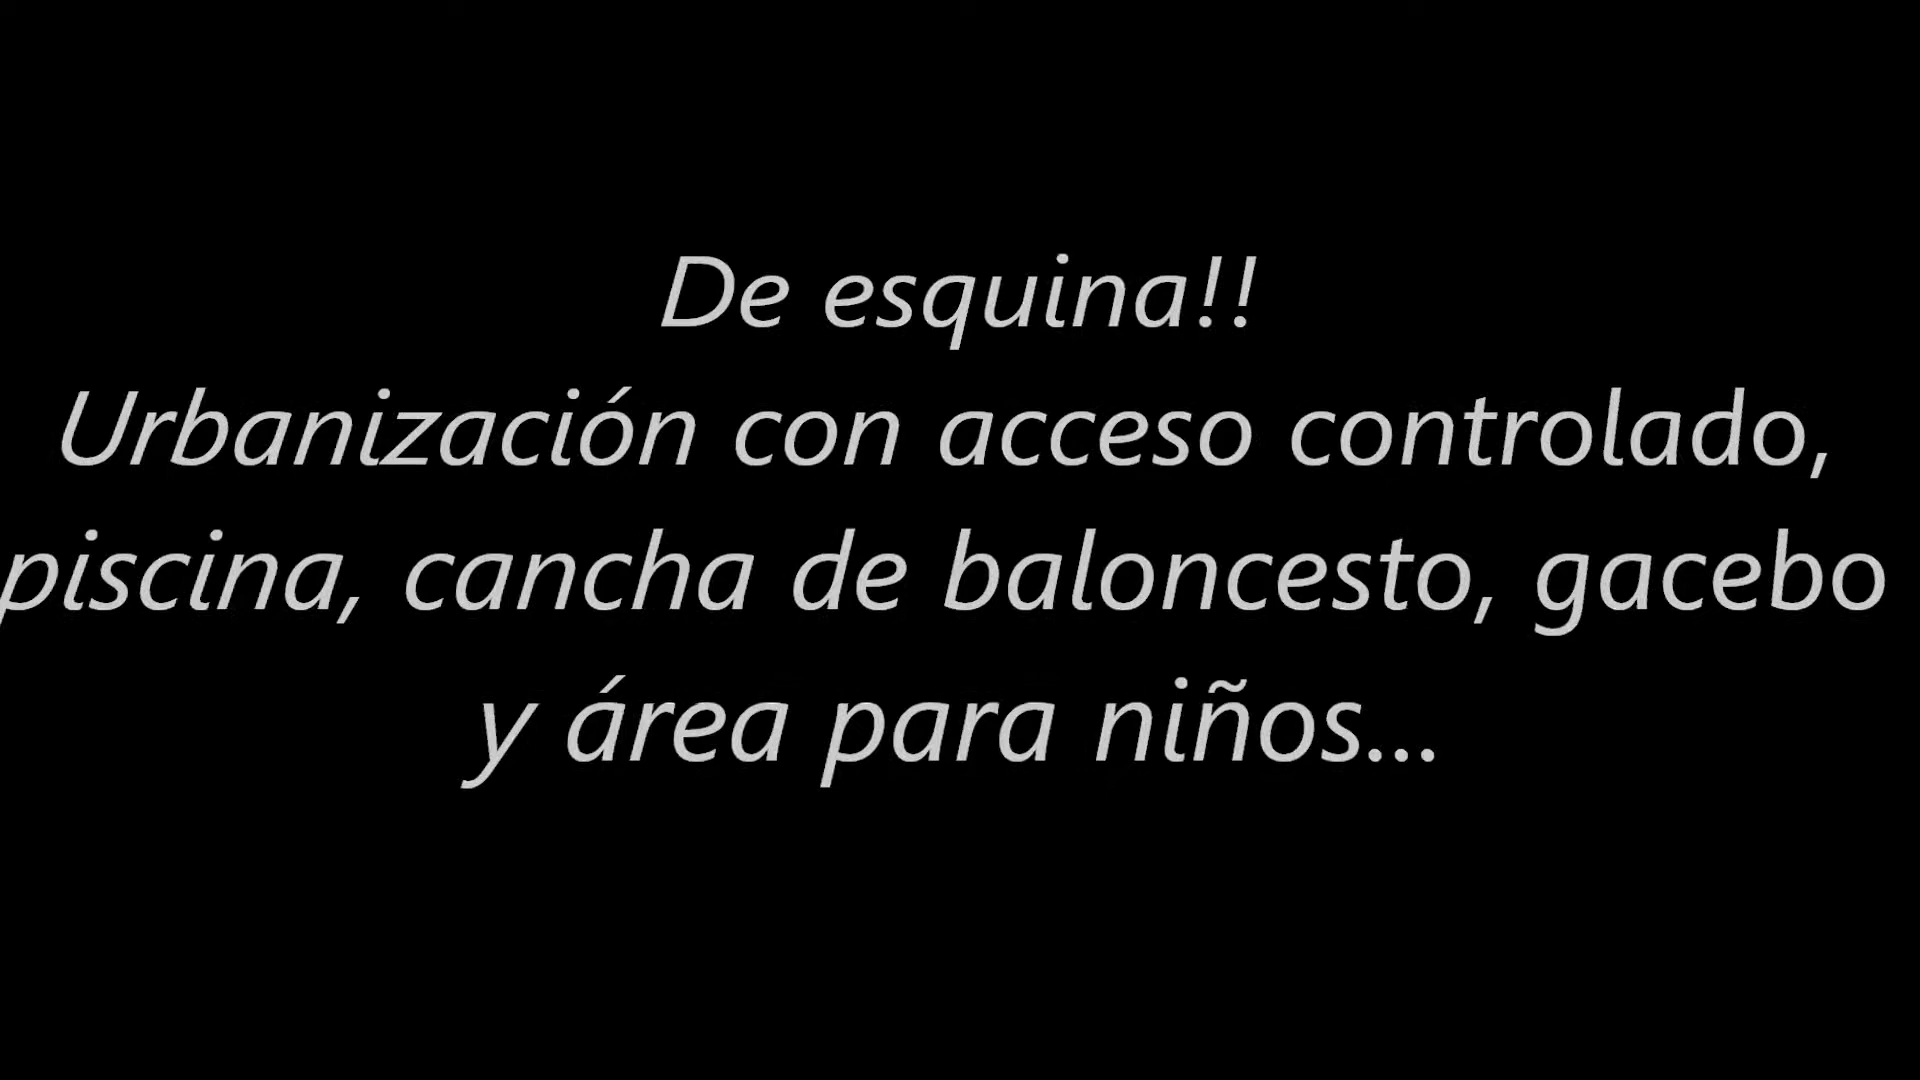 De esquina!!
Urbanización con acceso controlado,
piscina, cancha de baloncesto, gacebo
y área para niños...